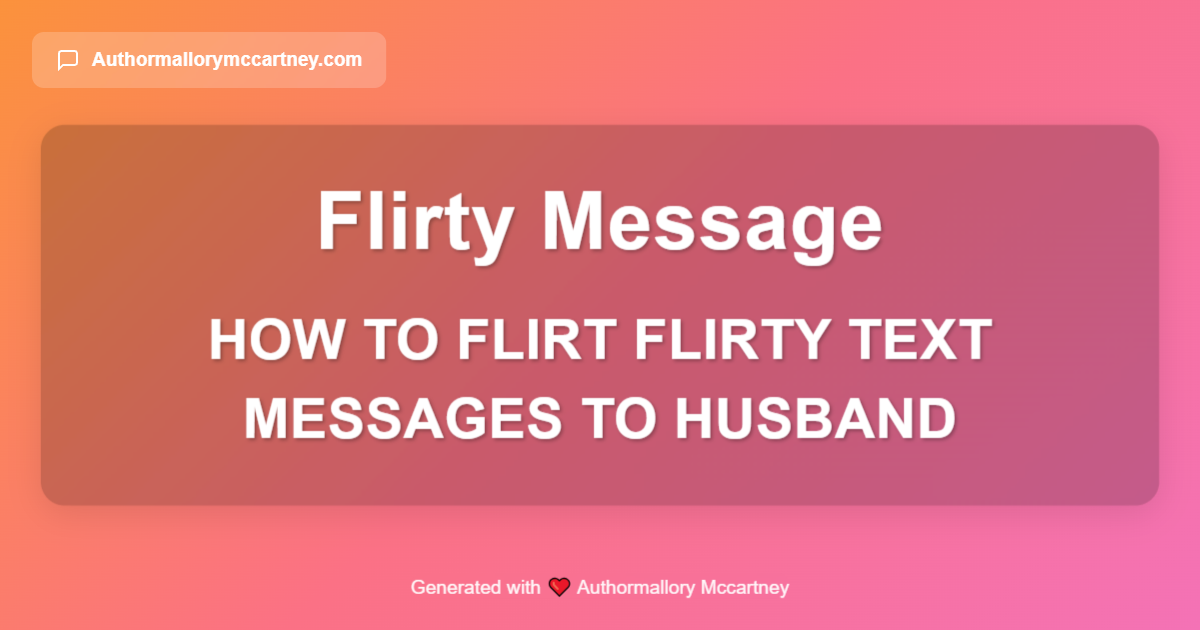 Authormallorymccartney.com
Flirty Message
HOW TO FLIRT FLIRTY TEXT
MESSAGES TO HUSBAND
Generated with ❤️ Authormallory Mccartney